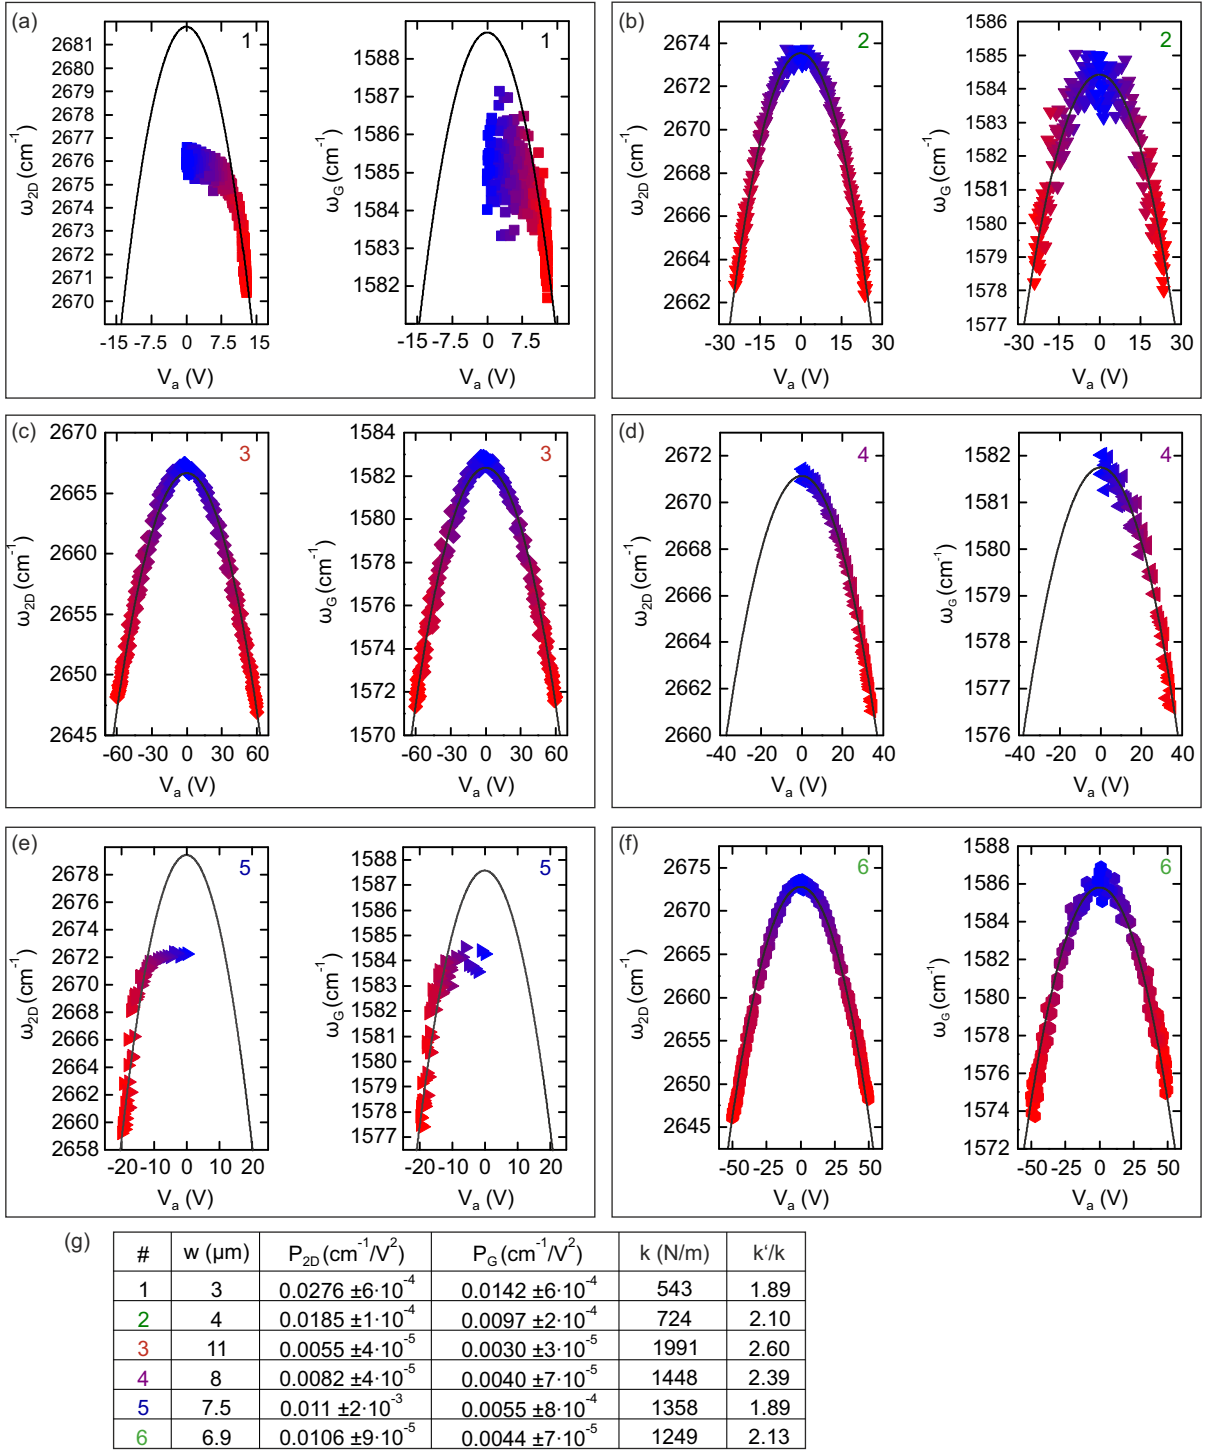 (a)
1
2681
2680
2679
2678
2677
2676
2675
2674
2673
2672
2671
2670
ω2D (cm-1)
-15 -7.5 0 7.5 15
Va (V)
1
1588
1587
1586
1585
1584
1583
1582
ωG (cm-1)
-15 -7.5 0 7.5
Va (V)
(b)
2
2674
2672
2670
2668
2666
2664
2662
ω2D (cm-1)
-30 -15 0 15 30
Va (V)
2
1586
1585
1584
1583
1582
1581
1580
1579
1578
1577
ωG (cm-1)
-30 -15 0 15 30
Va (V)
(c)
3
2670
2665
2660
2655
2650
2645
ω2D (cm-1)
-60 -30 0 30 60
Va (V)
3
1584
1582
1580
1578
1576
1574
1572
1570
ωG (cm-1)
-60 -30 0 30 60
Va (V)
(d)
4
2672
2670
2668
2666
2664
2662
2660
ω2D (cm-1)
-40 -20 0 20 40
Va (V)
4
1582
1581
1580
1579
1578
1577
1576
ωG (cm-1)
-40 -20 0 20 40
Va (V)
(e)
5
2678
2676
2674
2672
2670
2668
2666
2664
2662
2660
2658
ω2D (cm-1)
-20 -10 0 10 20
Va (V)
5
1588
1587
1586
1585
1584
1583
1582
1581
1580
1579
1578
1577
ωG (cm-1)
-20 -10 0 10 20
Va (V)
(f)
6
2675
2670
2665
2660
2655
2650
2645
ω2D (cm-1)
-50 -25 0 25 50
Va (V)
6
1588
1586
1584
1582
1580
1578
1576
1574
1572
ωG (cm-1)
-50 -25 0 25 50
Va (V)
(g)
# w (µm) P2D (cm-1/V2) PG (cm-1/V2) k (N/m) k‘/k
1 3 0.0276 ±6·10-4 0.0142 ±6·10-4 543 1.89
2 4 0.0185 ±1·10-4 0.0097 ±2·10-4 724 2.10
3 11 0.0055 ±4·10-5 0.0030 ±3·10-5 1991 2.60
4 8 0.0082 ±4·10-5 0.0040 ±7·10-5 1448 2.39
5 7.5 0.011 ±2·10-3 0.0055 ±8·10-4 1358 1.89
6 6.9 0.0106 ±9·10-5 0.0044 ±7·10-5 1249 2.13